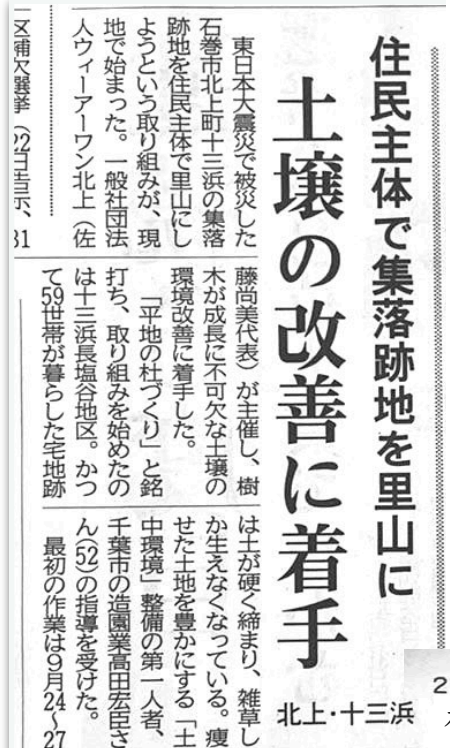 住民主体で集落跡地を里山に
土壌の改善に着手
北上・十三浜
東日本大震災で被災した
石巻市北上町十三浜の集落
跡地を住民主体で里山にし
ようという取り組みが、現
地で始まった。一般社団法
人ウィーアーワン北上（佐
藤尚美代表）が主催し、樹
木が成長に不可欠な土壌の
環境改善に着手した。
「平地の杜づくり」と銘
打ち、取り組みを始めたの
は十三浜長塩谷地区。かつ
て59世帯が暮らした宅地跡
は土が硬く締まり、雑草し
か生えなくなっている。痩
せた土地を豊かにする「土
中環境」整備の第一人者、
千葉市の造園業高田宏臣さ
ん(52)の指導を受けた。
最初の作業は９月24～27
区補欠選挙（22日告示、31
2